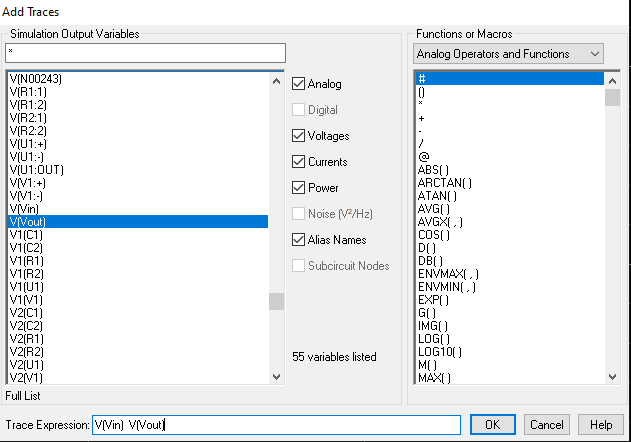 Add Traces
Simulation Output Variables
*
V(N00243)
V(R1:1)
V(R1:2)
V(R2:1)
V(R2:2)
V(U1:+)
V(U1:-)
V(U1:OUT)
V(V1:+)
V(V1:-)
V(Vin)
V(Vout)
V1(C1)
V1(C2)
V1(R1)
V1(R2)
V1(U1)
V1(V1)
V2(C1)
V2(C2)
V2(R1)
V2(R2)
V2(U1)
V2(V1)
Full List
Analog
Digital
Voltages
Currents
Power
Noise (V²/Hz)
Alias Names
Subcircuit Nodes
55 variables listed
Functions or Macros
Analog Operators and Functions
#
()
*
+
-
/
@
ABS( )
ARCTAN( )
ATAN( )
AVG( )
AVGX( , )
COS( )
D( )
DB( )
ENVMAX( , )
ENVMIN( , )
EXP( )
G( )
IMG( )
LOG( )
LOG10( )
M( )
MAX( )
Trace Expression: V(Vin) V(Vout)
OK
Cancel
Help